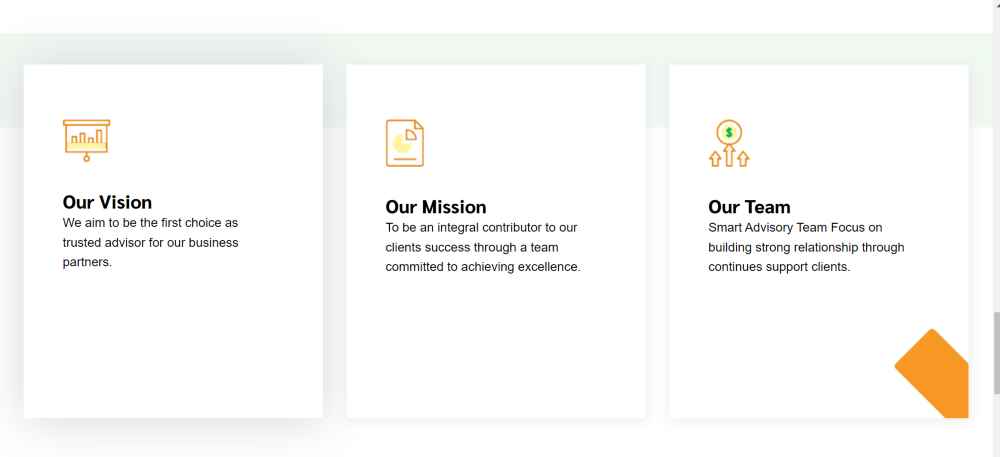 Our Vision
We aim to be the first choice as
trusted advisor for our business
partners.
$
Our Mission
To be an integral contributor to our
clients success through a team
committed to achieving excellence.
Our Team
Smart Advisory Team Focus on
building strong relationship through
continues support clients.